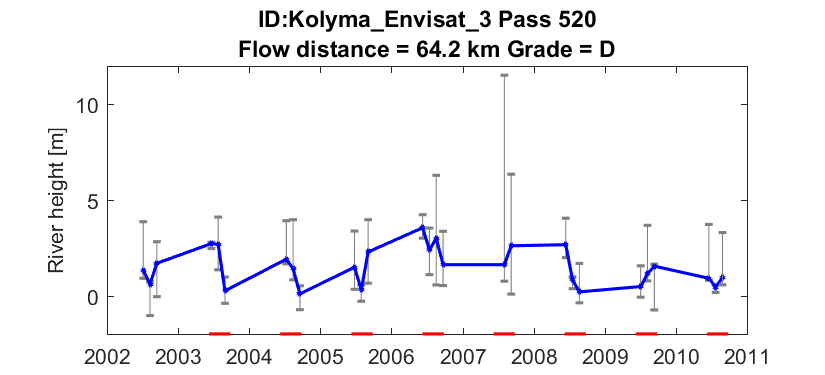 ID:Kolyma_Envisat_3 Pass 520
Flow distance = 64.2 km Grade = D
River height [m]
10
5
0
2002 2003 2004 2005 2006 2007 2008 2009 2010 2011